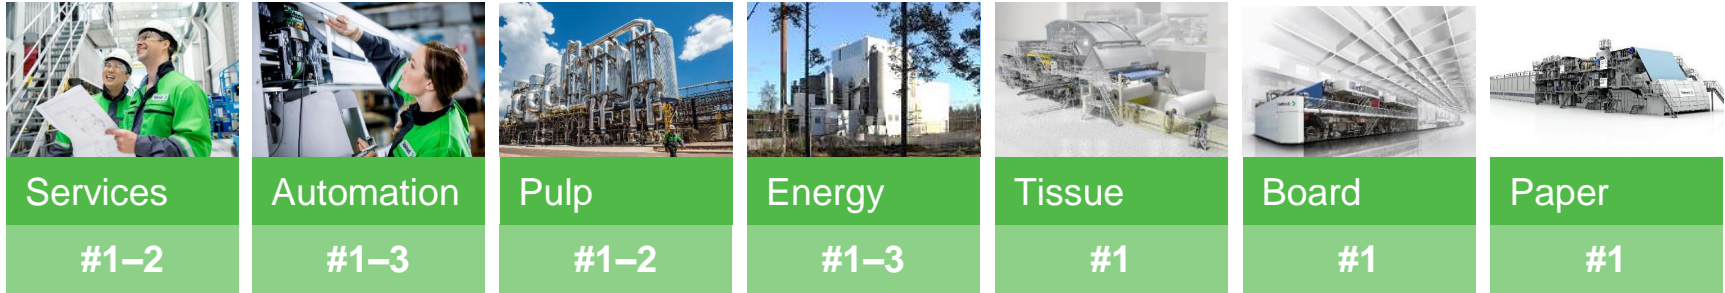 Services
Automation
Pulp
Energy
Tissue
Board
Paper
#1–2
#1–3
#1–2
#1–3
#1
#1
#1